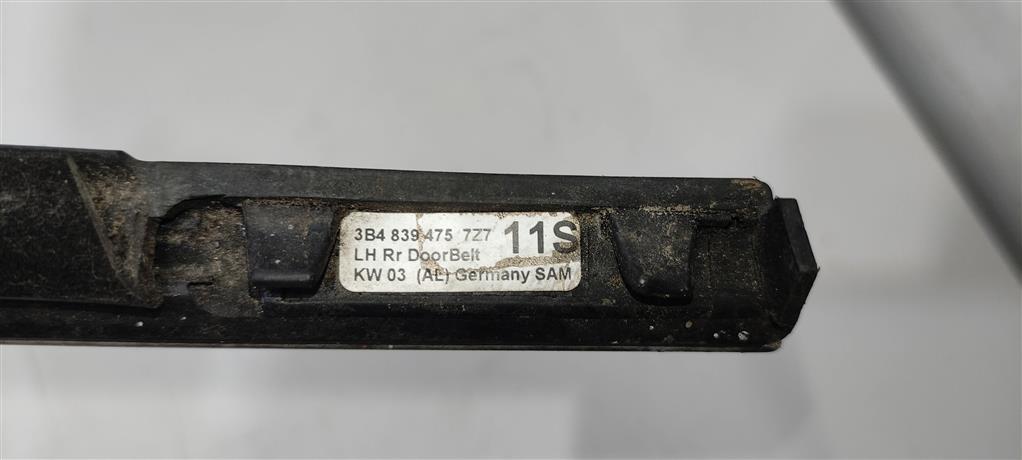 3B4 839 475 7Z7 11S
LH Rr DoorBelt
KW 03 (AL) Germany SAM